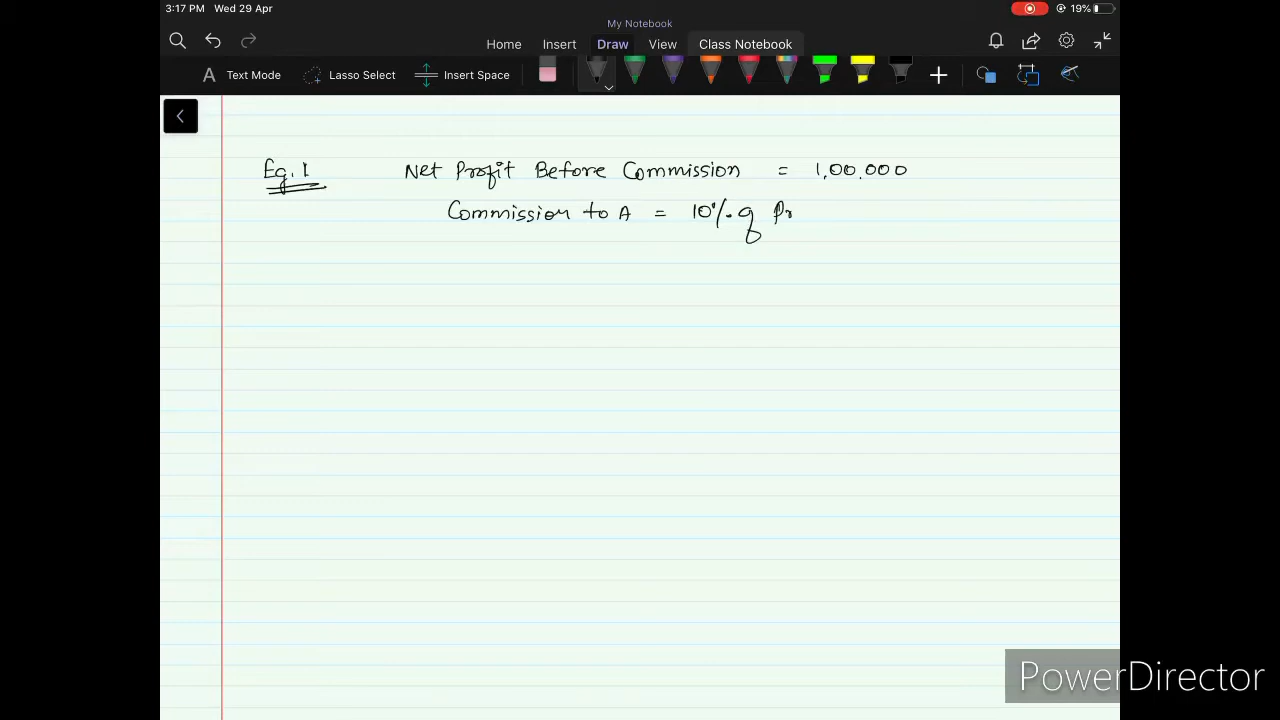 3:17 PM Wed 29 Apr
19%
My Notebook
Home Insert Draw View Class Notebook
A Text Mode Lasso Select Insert Space
Eg. 1 Net Profit Before Commission = 1,00,000
Commission to A = 10% of Pr
PowerDirector